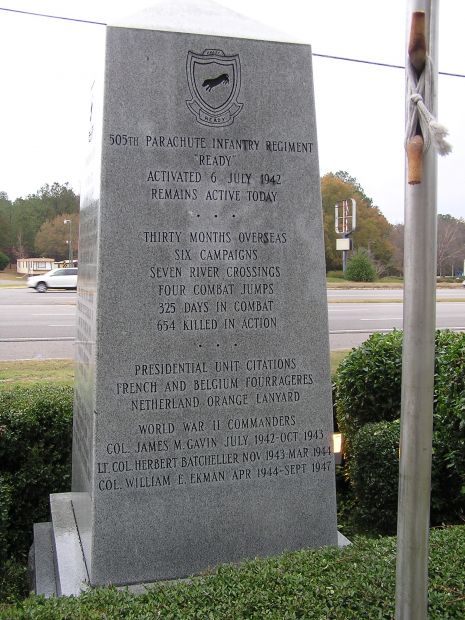 READY
505TH PARACHUTE INFANTRY REGIMENT
"READY"
ACTIVATED 6 JULY 1942
REMAINS ACTIVE TODAY
THIRTY MONTHS OVERSEAS
SIX CAMPAIGNS
SEVEN RIVER CROSSINGS
FOUR COMBAT JUMPS
325 DAYS IN COMBAT
654 KILLED IN ACTION
PRESIDENTIAL UNIT CITATIONS
FRENCH AND BELGIUM FOURRAGERES
NETHERLAND ORANGE LANYARD
WORLD WAR II COMMANDERS
COL. JAMES M. GAVIN JULY 1942-OCT. 1943
LT. COL. HERBERT BATCHELLER NOV 1943-MAR 1944
COL. WILLIAM E. EKMAN APR 1944-SEPT 1947